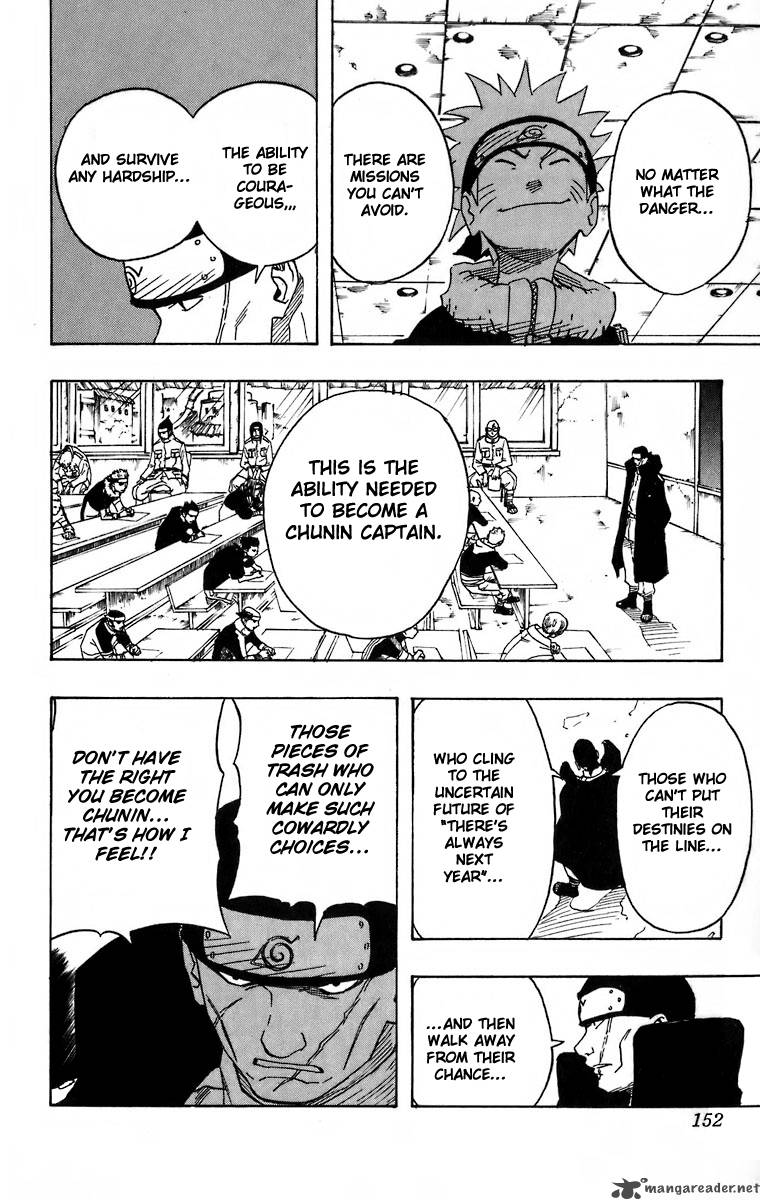 NO MATTER
WHAT THE
DANGER...
THERE ARE
MISSIONS
YOU CAN'T
AVOID.
THE ABILITY
TO BE
COURA-
GEOUS,,,
AND SURVIVE
ANY HARDSHIP...
THIS IS THE
ABILITY NEEDED
TO BECOME A
CHUNIN CAPTAIN.
THOSE WHO
CAN'T PUT
THEIR
DESTINIES ON
THE LINE...
WHO CLING
TO THE
UNCERTAIN
FUTURE OF
"THERE'S
ALWAYS
NEXT
YEAR"...
...AND THEN
WALK AWAY
FROM THEIR
CHANCE...
THOSE
PIECES OF
TRASH WHO
CAN ONLY
MAKE SUCH
COWARDLY
CHOICES...
DON'T HAVE
THE RIGHT
YOU BECOME
CHUNIN...
THAT'S HOW I
FEEL!!
152
mangareader.net